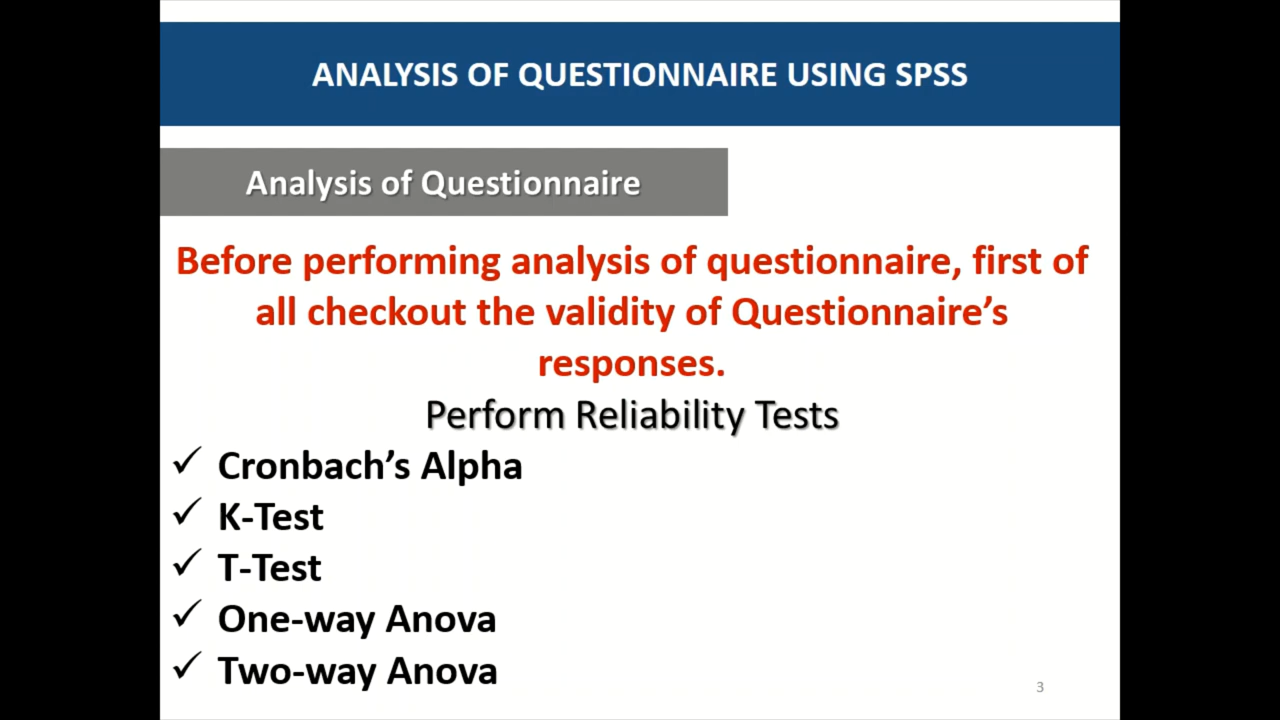 ANALYSIS OF QUESTIONNAIRE USING SPSS
Analysis of Questionnaire
Before performing analysis of questionnaire, first of
all checkout the validity of Questionnaire’s
responses.
Perform Reliability Tests
✓ Cronbach’s Alpha
✓ K-Test
✓ T-Test
✓ One-way Anova
✓ Two-way Anova
3